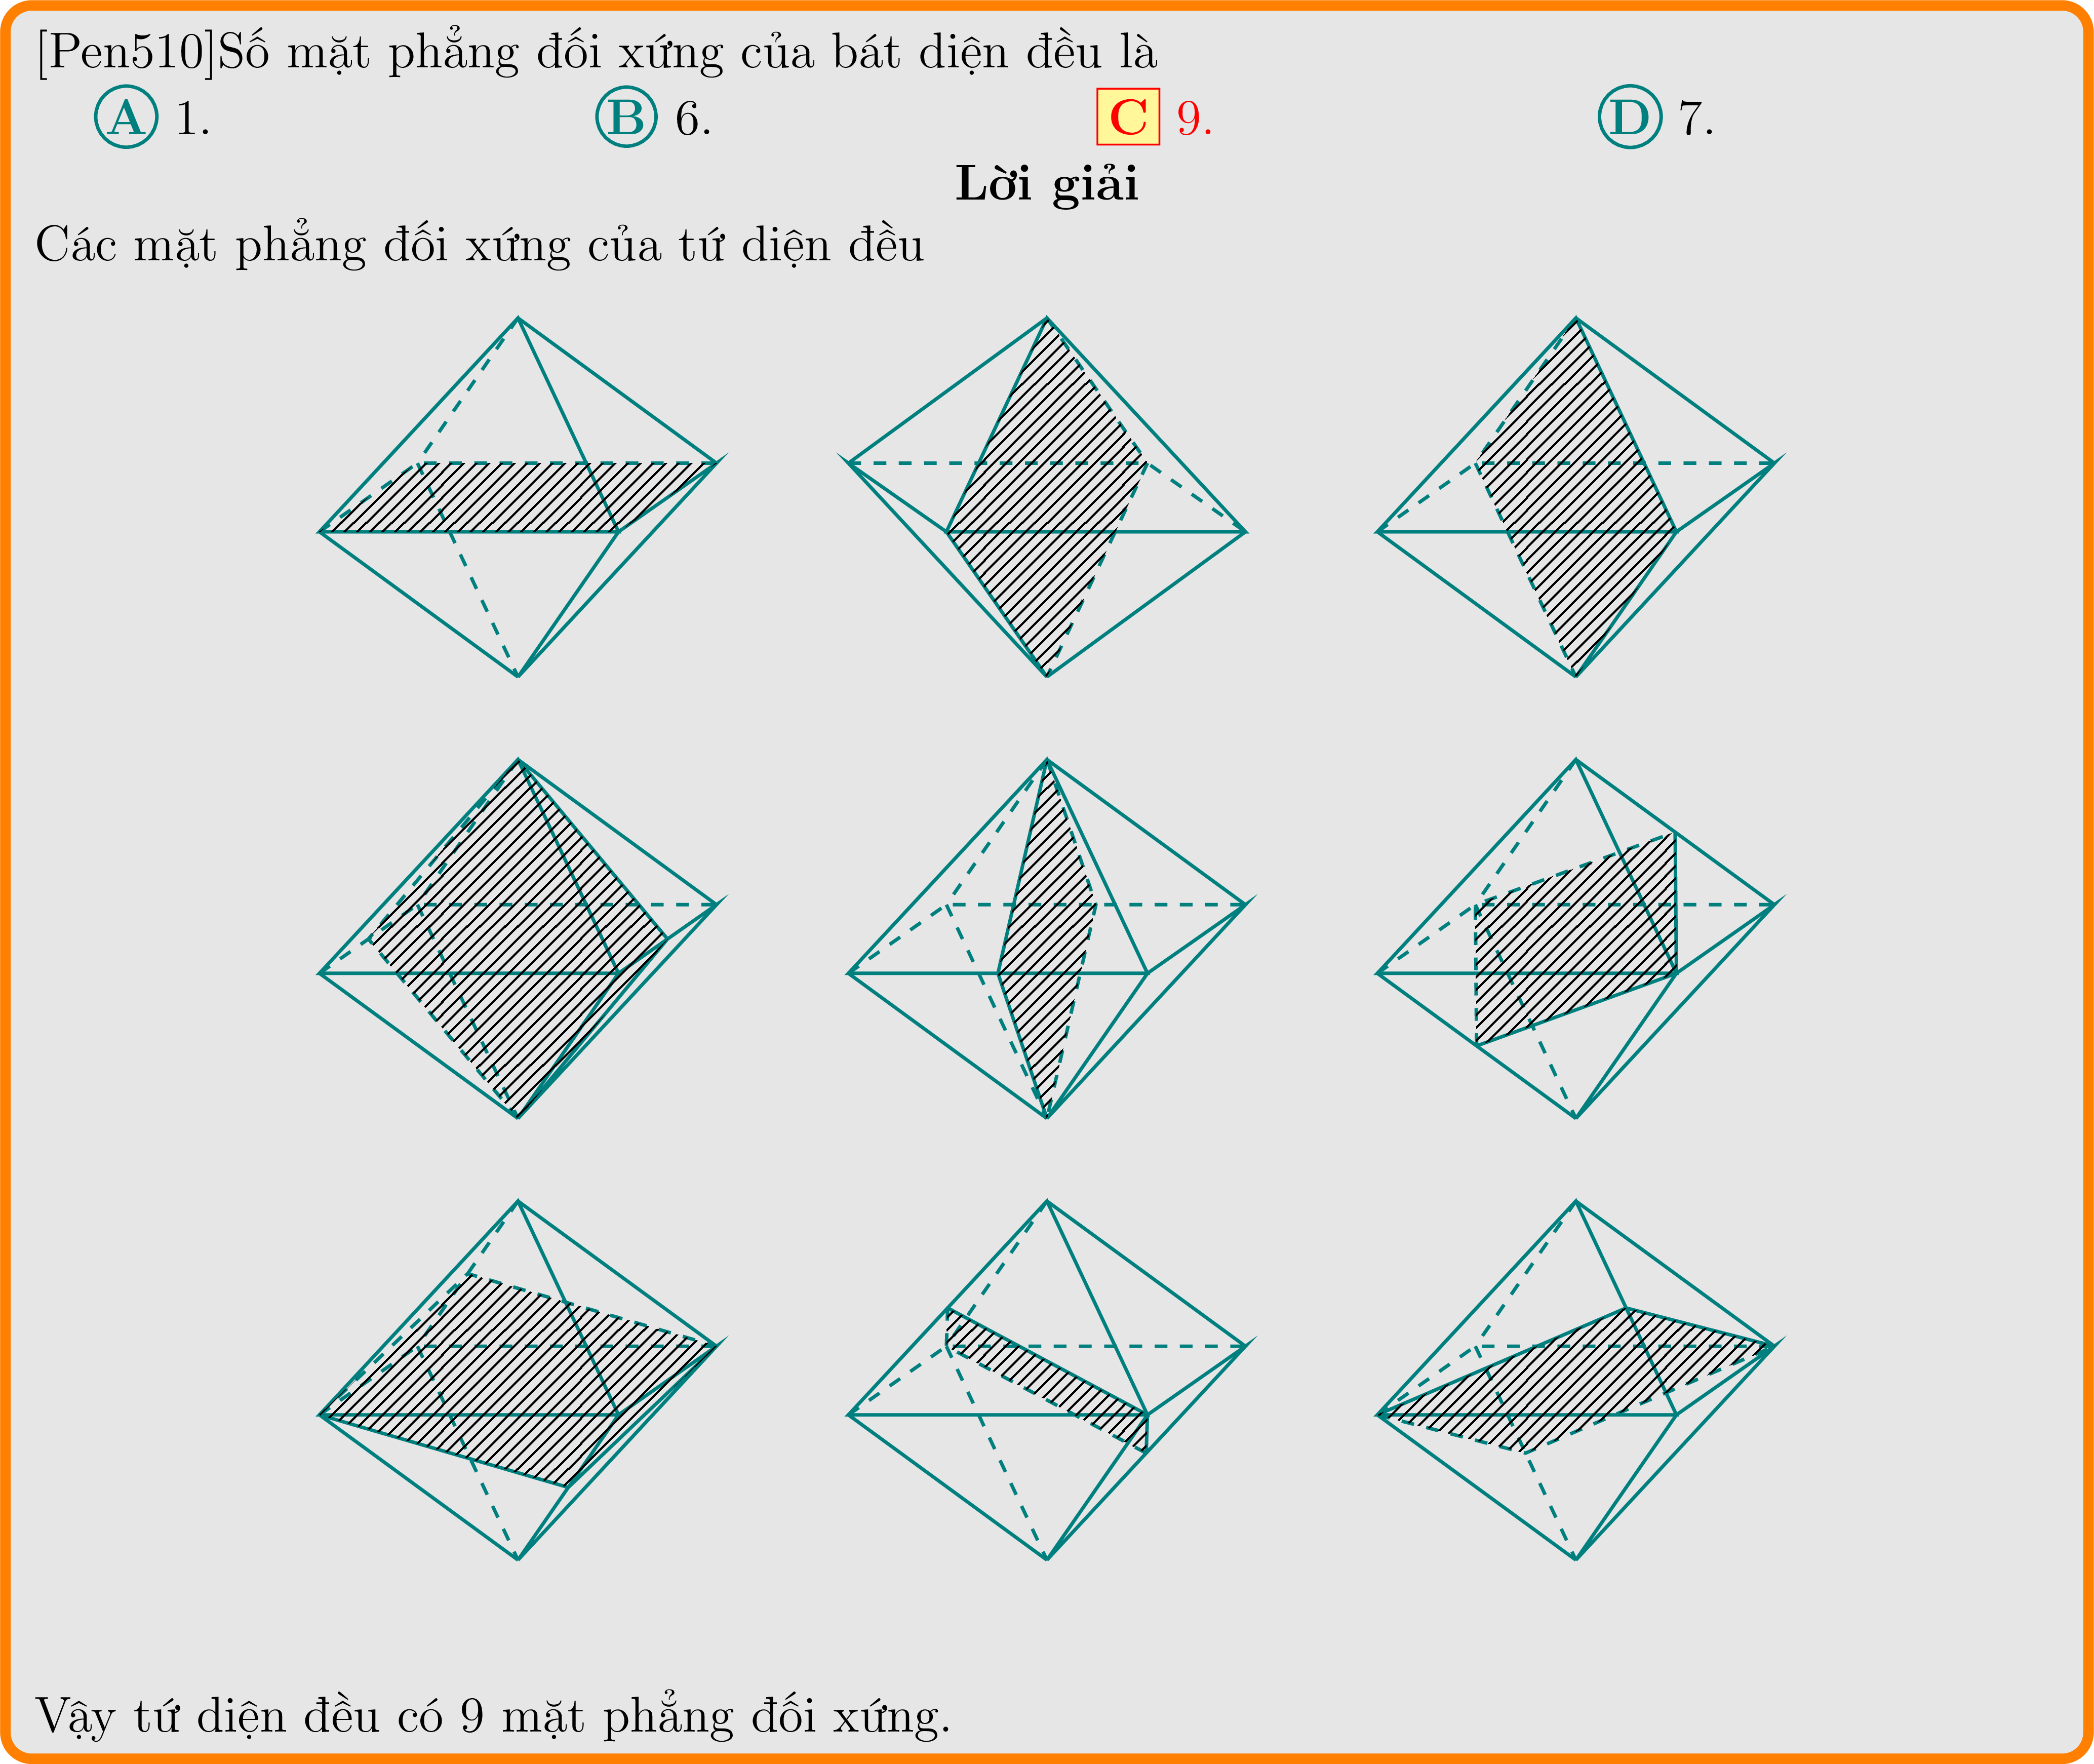 [Pen510]Số mặt phẳng đối xứng của bát diện đều là
A 1. B 6. C 9. D 7.
Lời giải
Các mặt phẳng đối xứng của tứ diện đều
Vậy tứ diện đều có 9 mặt phẳng đối xứng.